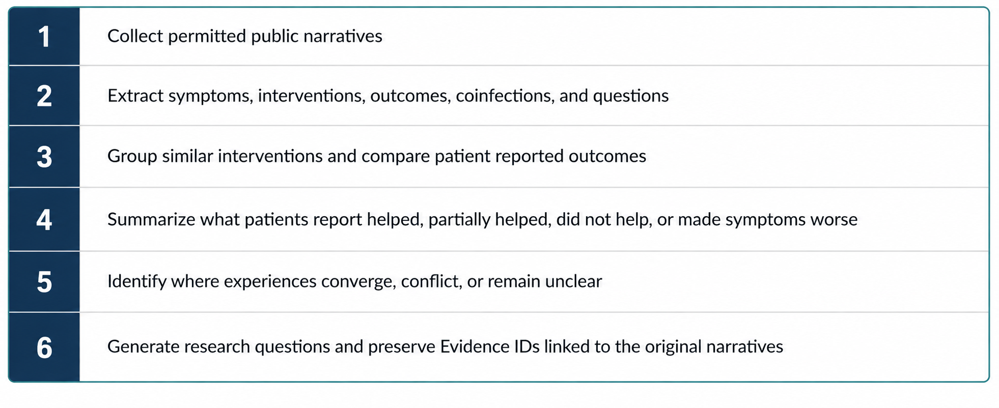 1 Collect permitted public narratives
2 Extract symptoms, interventions, outcomes, coinfections, and questions
3 Group similar interventions and compare patient reported outcomes
4 Summarize what patients report helped, partially helped, did not help, or made symptoms worse
5 Identify where experiences converge, conflict, or remain unclear
6 Generate research questions and preserve Evidence IDs linked to the original narratives